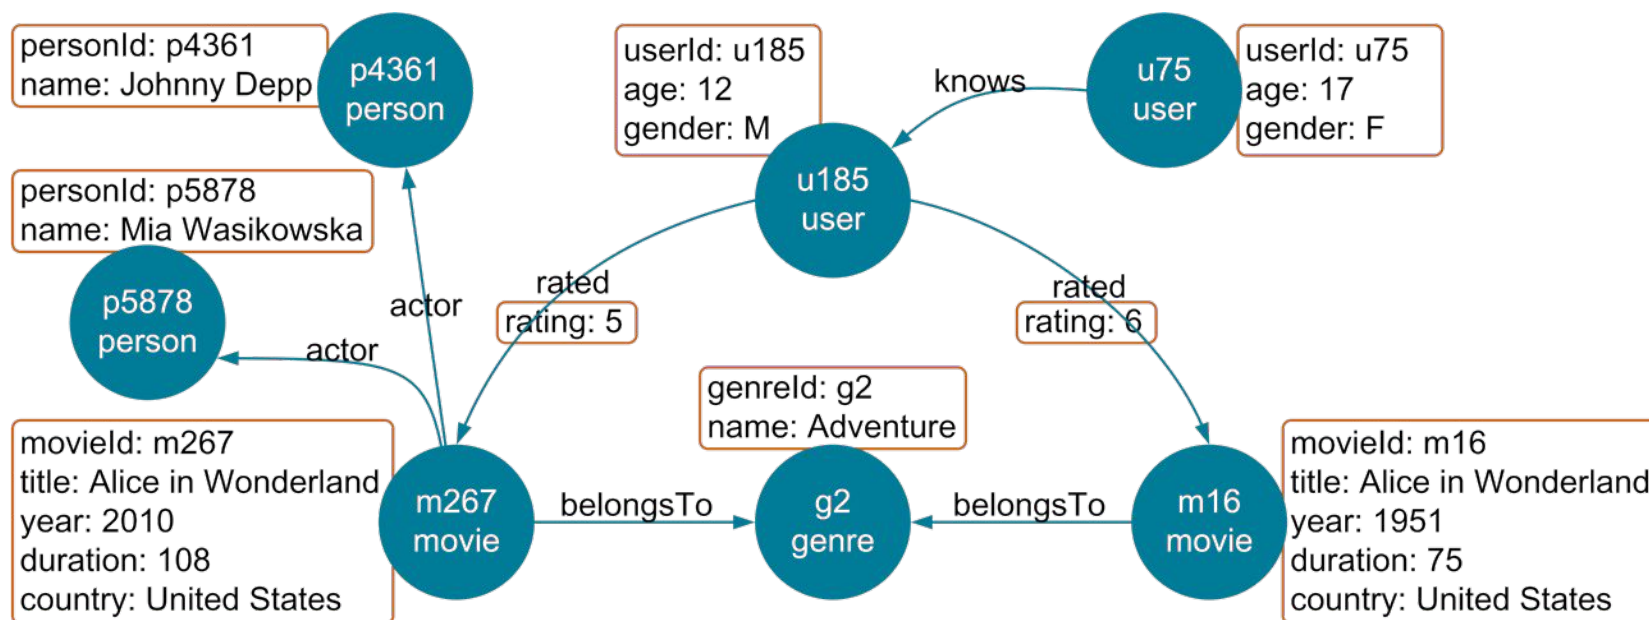 personId: p4361
name: Johnny Depp
p4361
person
userId: u185
age: 12
gender: M
knows
u75
user
userId: u75
age: 17
gender: F
personId: p5878
name: Mia Wasikowska
u185
user
p5878
person
actor
actor
rated
rating: 5
rated
rating: 6
genreId: g2
name: Adventure
movieId: m267
title: Alice in Wonderland
year: 2010
duration: 108
country: United States
m267
movie
belongsTo
g2
genre
belongsTo
m16
movie
movieId: m16
title: Alice in Wonderland
year: 1951
duration: 75
country: United States